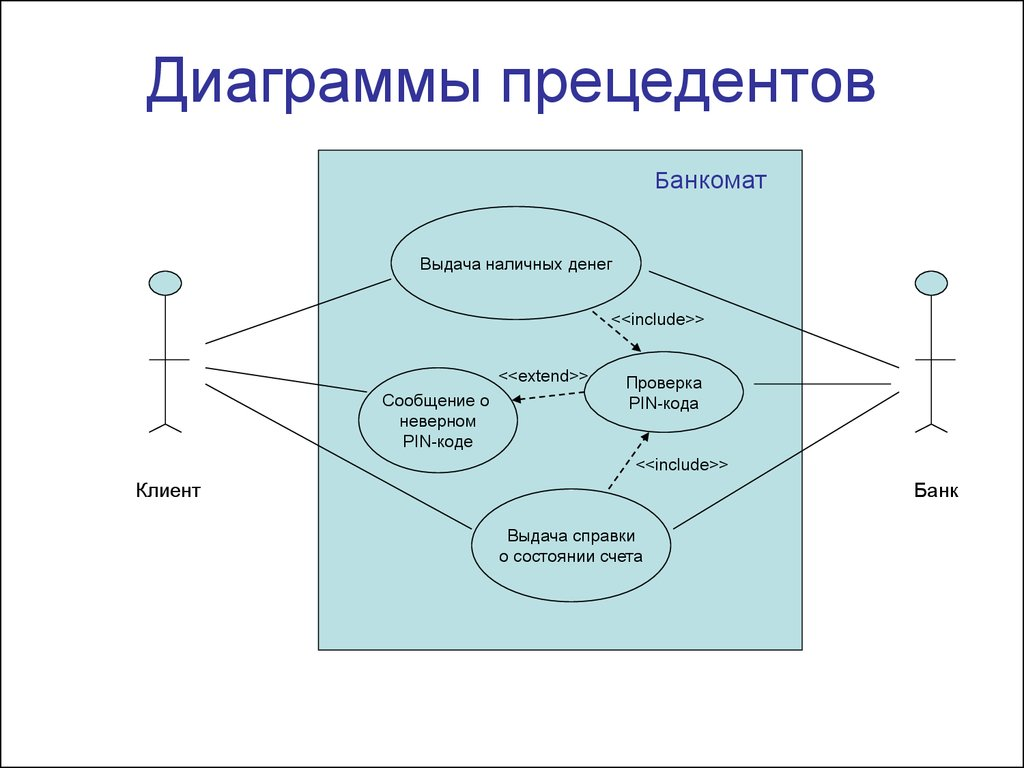 Диаграммы прецедентов
Банкомат
Выдача наличных денег
<<include>>
<<extend>>
Проверка
PIN-кода
Сообщение о
неверном
PIN-коде
<<include>>
Клиент
Банк
Выдача справки
о состоянии счета